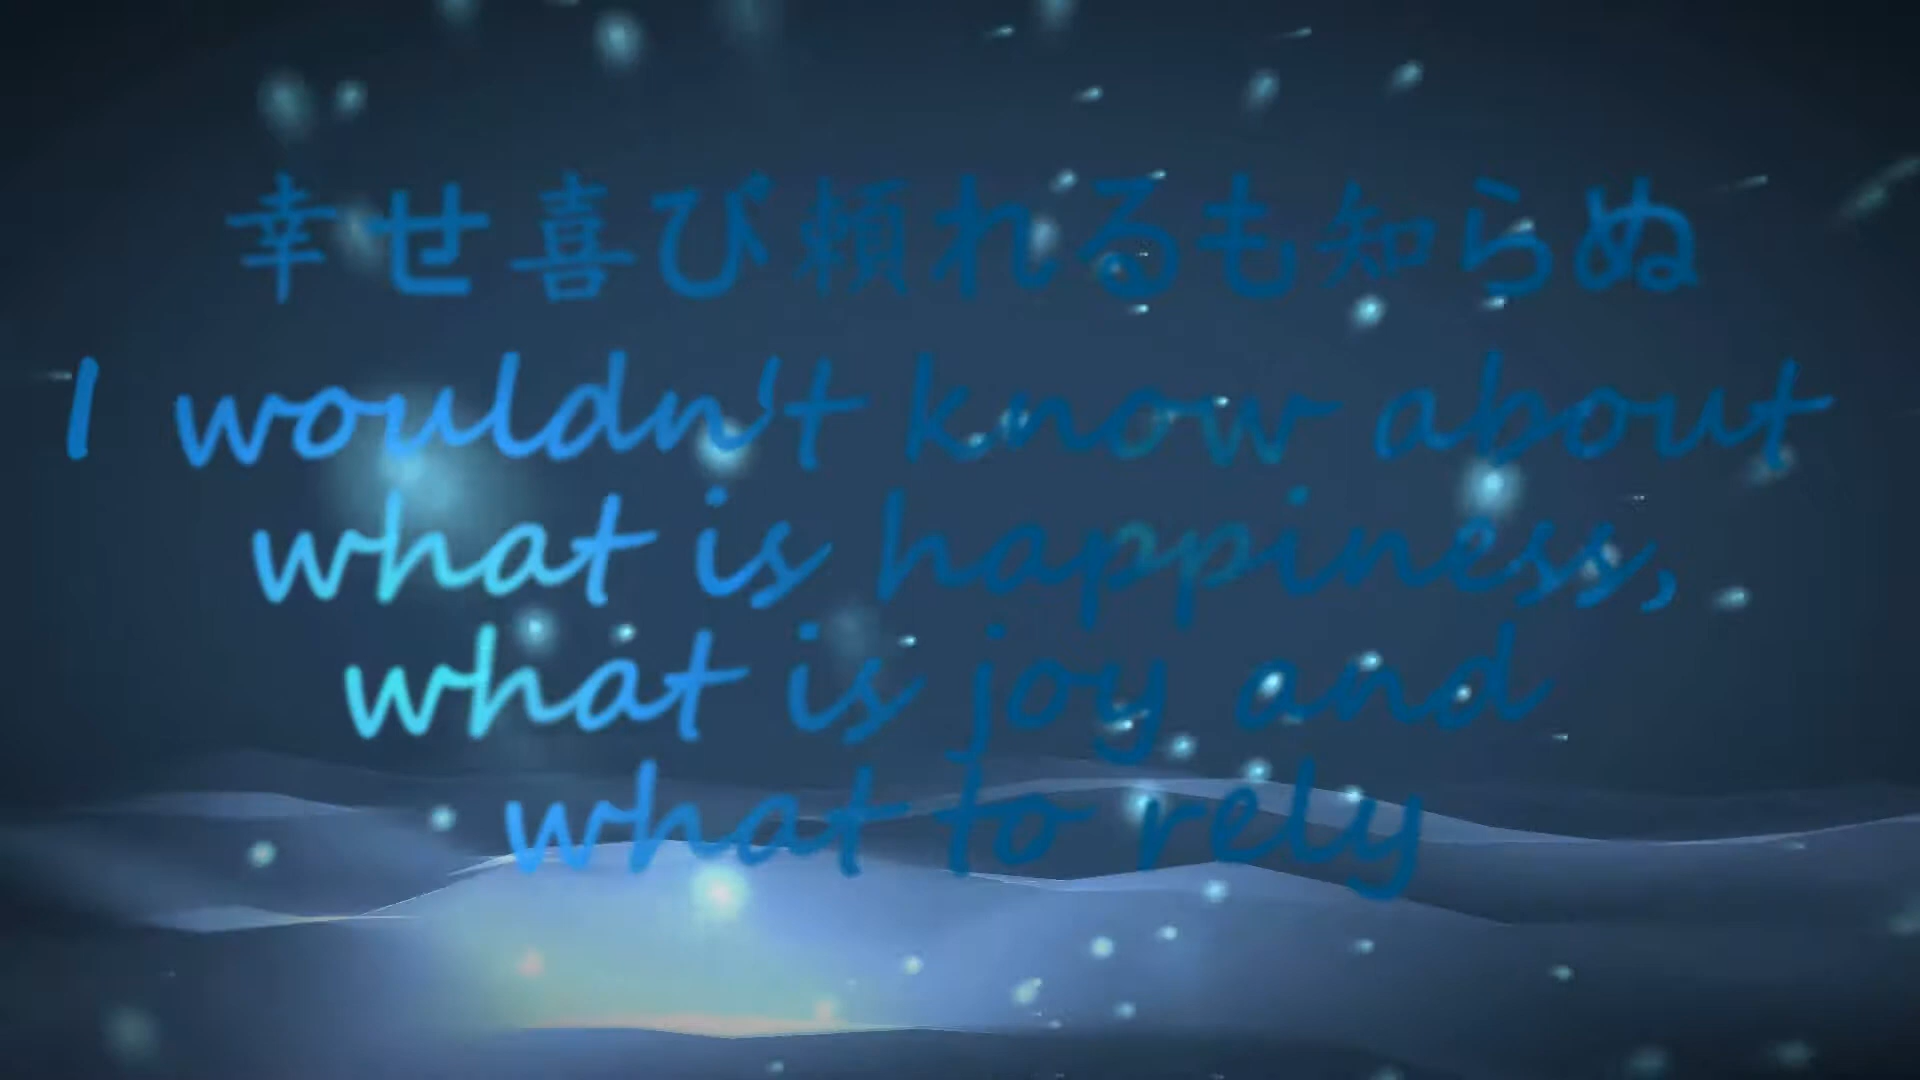 幸せ喜び頼れるも知らぬ
I wouldn't know about
what is happiness,
what is joy and
what to rely